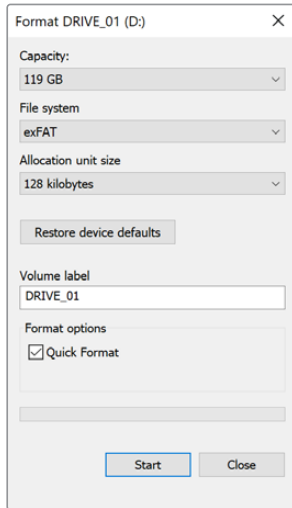 Format DRIVE_01 (D:)
Capacity:
119 GB
File system
exFAT
Allocation unit size
128 kilobytes
Restore device defaults
Volume label
DRIVE_01
Format options
Quick Format
Start Close